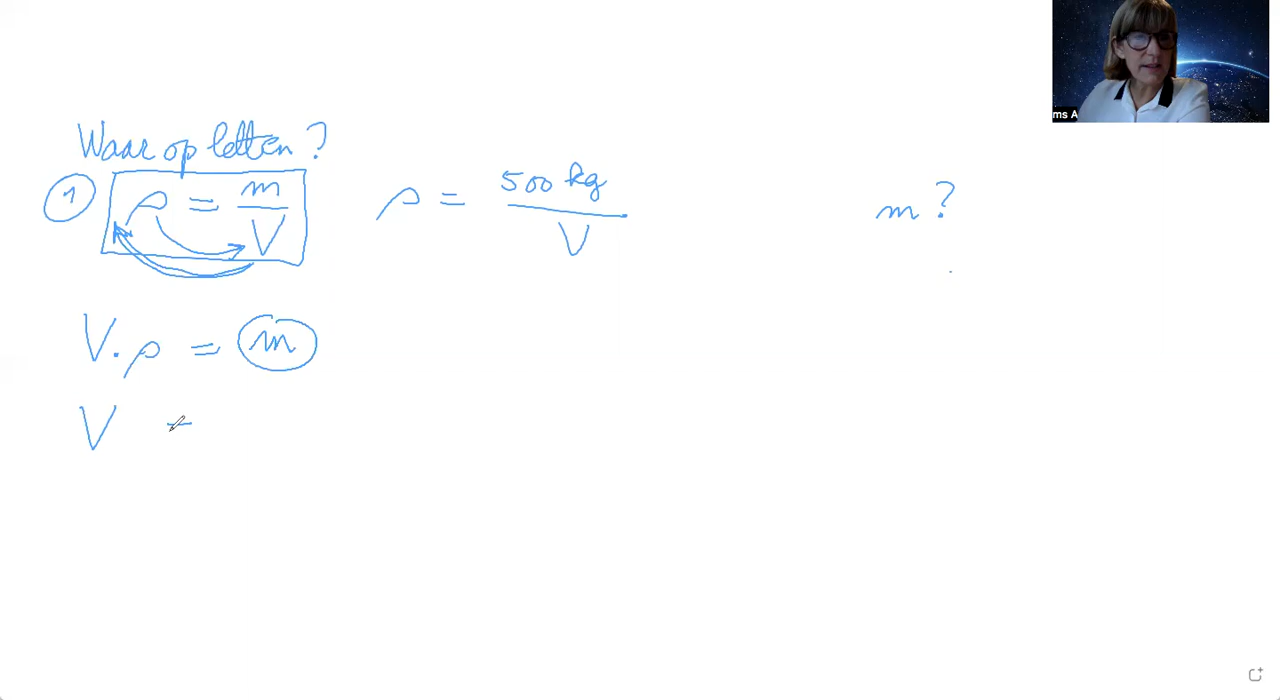 Waar op letten ?
1 ρ = m/V ρ = 500 kg/V m ?
V . ρ = m
V
ms A